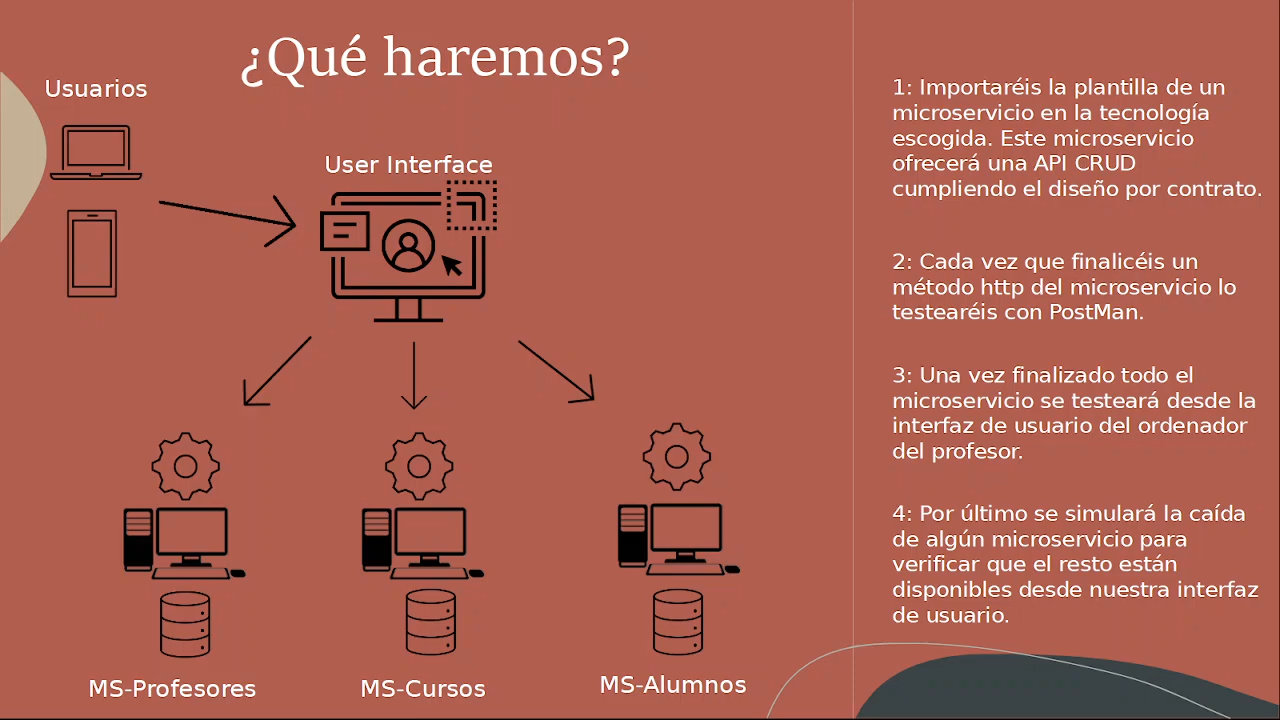 ¿Qué haremos?
Usuarios
User Interface
MS-Profesores
MS-Cursos
MS-Alumnos
1: Importaréis la plantilla de un
microservicio en la tecnología
escogida. Este microservicio
ofrecerá una API CRUD
cumpliendo el diseño por contrato.
2: Cada vez que finalicéis un
método http del microservicio lo
testearéis con PostMan.
3: Una vez finalizado todo el
microservicio se testeará desde la
interfaz de usuario del ordenador
del profesor.
4: Por último se simulará la caída
de algún microservicio para
verificar que el resto están
disponibles desde nuestra interfaz
de usuario.